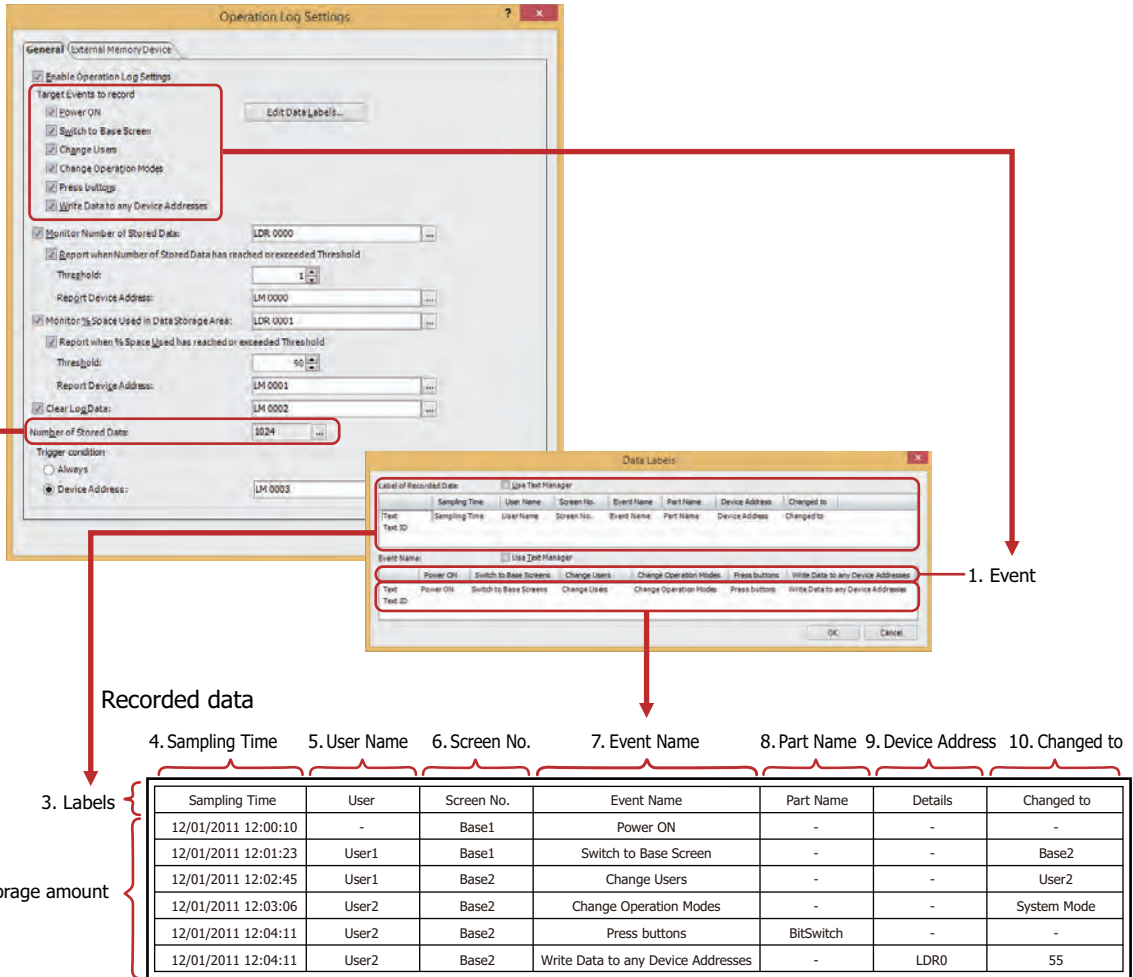 Operation Log Settings ? x
General External Memory Device
Enable Operation Log Settings
Target Events to record
Power ON Edit Data Labels...
Switch to Base Screen
Change Users
Change Operation Modes
Press buttons
Write Data to any Device Addresses
Monitor Number of Stored Data: LDR 0000 ...
Report when Number of Stored Data has reached or exceeded Threshold
Threshold: 1
Report Device Address: LM 0000 ...
Monitor % Space Used in Data Storage Area: LDR 0001 ...
Report when % Space Used has reached or exceeded Threshold
Threshold: 90
Report Device Address: LM 0001 ...
Clear Log Data: LM 0002 ...
Number of Stored Data: 1024 ...
Trigger condition
Always
Device Address: LM 0003
Data Labels x
Label of Recorded Data: Use Text Manager
Sampling Time User Name Screen No. Event Name Part Name Device Address Changed to
Text Sampling Time User Name Screen No. Event Name Part Name Device Address Changed to
Text ID
Event Name: Use Text Manager
Power ON Switch to Base Screens Change Users Change Operation Modes Press buttons Write Data to any Device Addresses
Text Power ON Switch to Base Screens Change Users Change Operation Modes Press buttons Write Data to any Device Addresses
Text ID
OK Cancel
1. Event
Recorded data
4. Sampling Time 5. User Name 6. Screen No. 7. Event Name 8. Part Name 9. Device Address 10. Changed to
3. Labels
Sampling Time User Screen No. Event Name Part Name Details Changed to
12/01/2011 12:00:10 - Base1 Power ON - - -
12/01/2011 12:01:23 User1 Base1 Switch to Base Screen - - Base2
12/01/2011 12:02:45 User1 Base2 Change Users - - User2
orage amount
12/01/2011 12:03:06 User2 Base2 Change Operation Modes - - System Mode
12/01/2011 12:04:11 User2 Base2 Press buttons BitSwitch - -
12/01/2011 12:04:11 User2 Base2 Write Data to any Device Addresses - LDR0 55